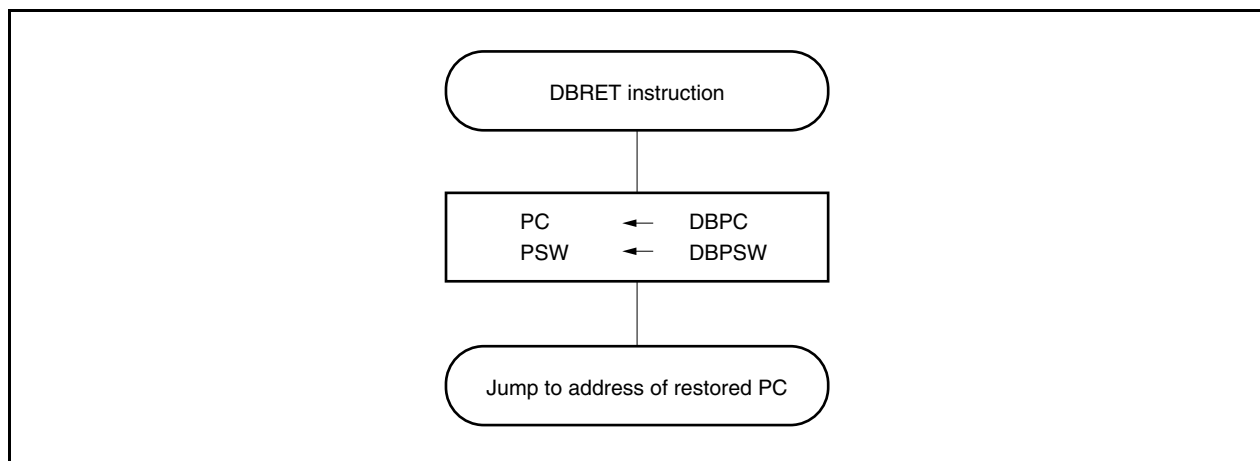 DBRET instruction
PC ← DBPC
PSW ← DBPSW
Jump to address of restored PC